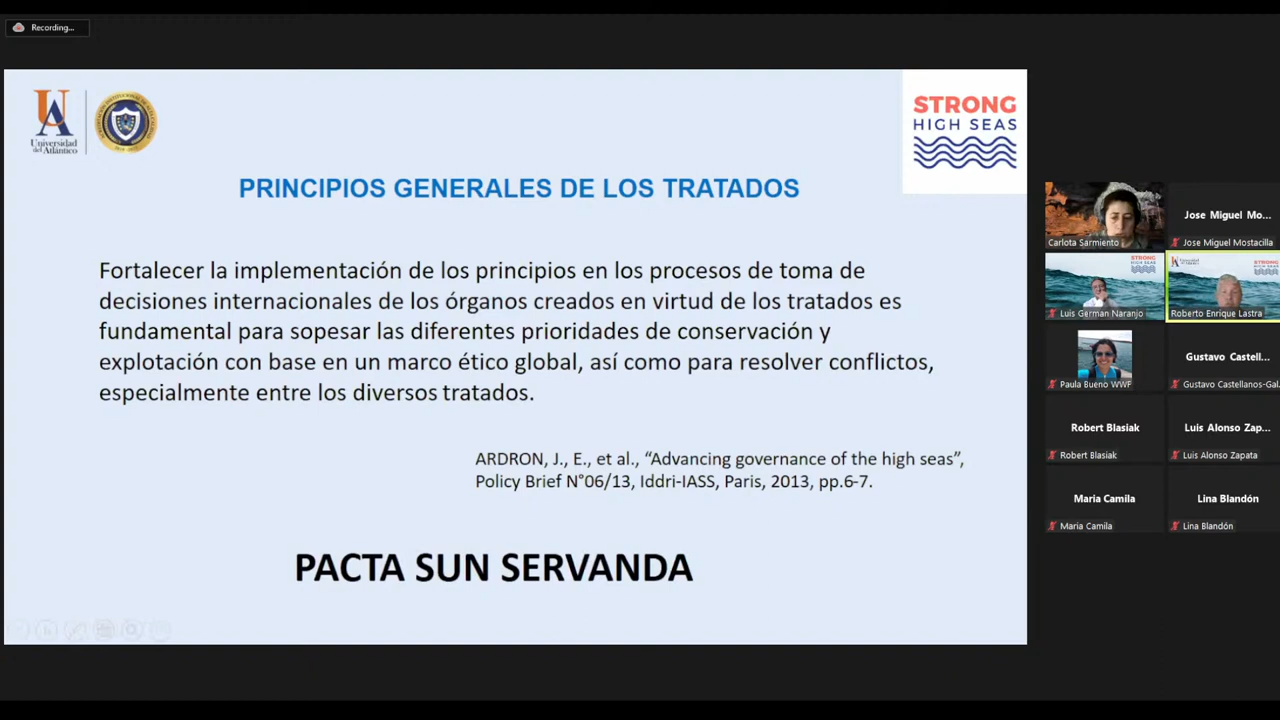 Recording...
Universidad
del Atlántico
STRONG
HIGH SEAS
PRINCIPIOS GENERALES DE LOS TRATADOS
Fortalecer la implementación de los principios en los procesos de toma de
decisiones internacionales de los órganos creados en virtud de los tratados es
fundamental para sopesar las diferentes prioridades de conservación y
explotación con base en un marco ético global, así como para resolver conflictos,
especialmente entre los diversos tratados.
ARDRON, J., E., et al., “Advancing governance of the high seas”,
Policy Brief N°06/13, Iddri-IASS, Paris, 2013, pp.6-7.
PACTA SUN SERVANDA
Carlota Sarmiento
Jose Miguel Mo...
Jose Miguel Mostacilla
STRONG
HIGH SEAS
Luis German Naranjo
STRONG
HIGH SEAS
Roberto Enrique Lastra
Paula Bueno WWF
Gustavo Castell...
Gustavo Castellanos-Gal...
Robert Blasiak
Robert Blasiak
Luis Alonso Zap...
Luis Alonso Zapata
Maria Camila
Maria Camila
Lina Blandón
Lina Blandón